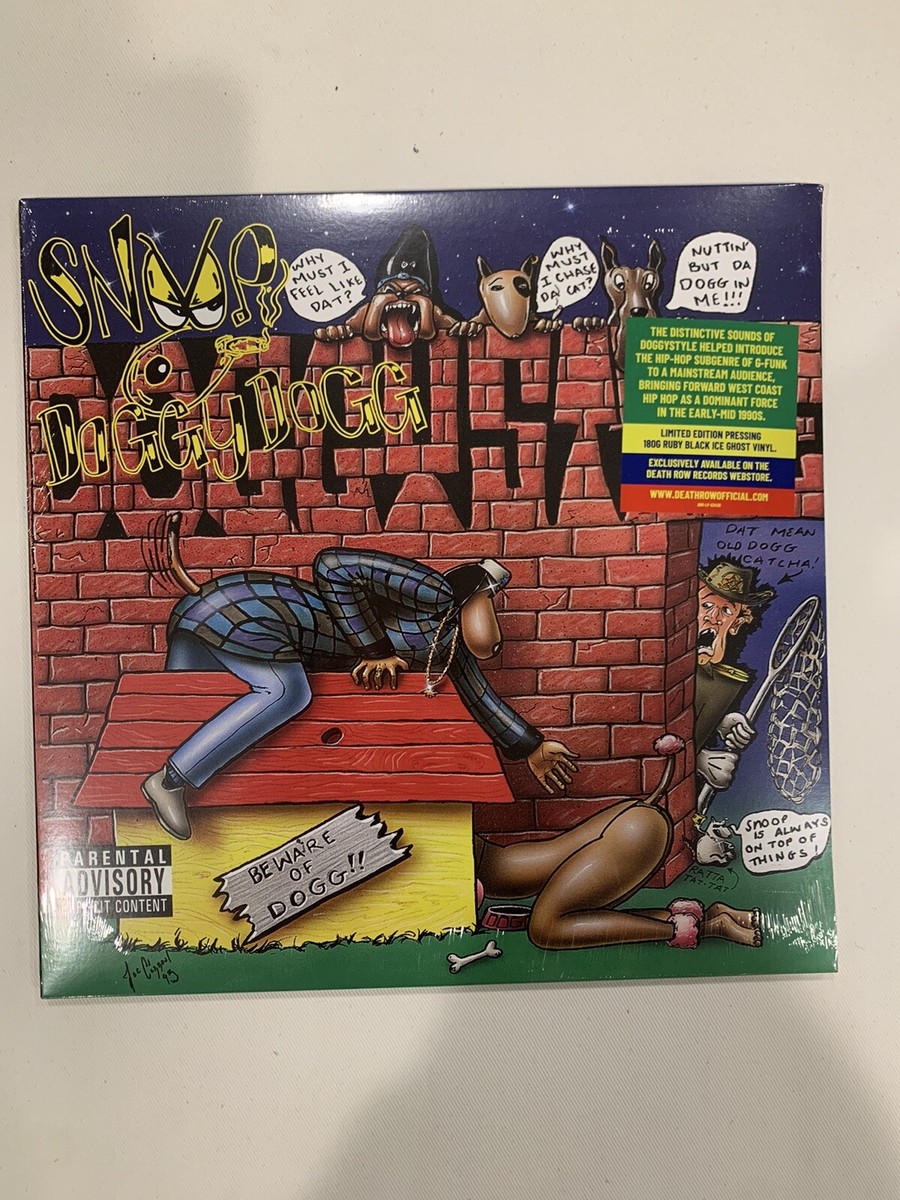 SNOOP
DOGGY DOGG
WHY
MUST I
FEEL LIKE
DAT?
WHY
MUST
I CHASE
DA CAT?
NUTTIN'
BUT DA
DOGG IN
ME!!!
THE DISTINCTIVE SOUNDS OF
DOGGYSTYLE HELPED INTRODUCE
THE HIP-HOP SUBGENRE OF G-FUNK
TO A MAINSTREAM AUDIENCE,
BRINGING FORWARD WEST COAST
HIP HOP AS A DOMINANT FORCE
IN THE EARLY-MID 1990S.
LIMITED EDITION PRESSING
180G RUBY BLACK ICE GHOST VINYL.
EXCLUSIVELY AVAILABLE ON THE
DEATH ROW RECORDS WEBSTORE.
WWW.DEATHROWOFFICIAL.COM
DAT MEAN
OLD DOGG
CATCHA!
BEWARE
OF
DOGG!!
SNOOP
IS ALWAYS
ON TOP OF
THINGS!
RATTA
TAT-TAT
PARENTAL
ADVISORY
EXPLICIT CONTENT